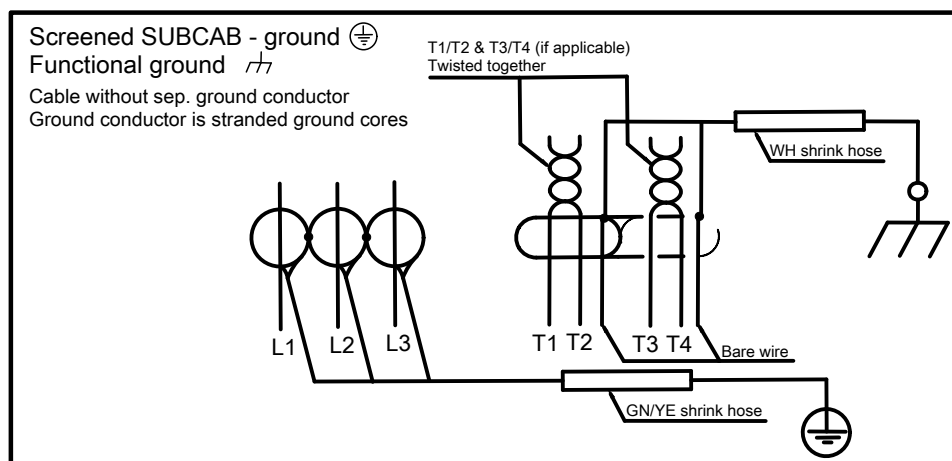 Screened SUBCAB - ground
Functional ground
Cable without sep. ground conductor
Ground conductor is stranded ground cores
T1/T2 & T3/T4 (if applicable)
Twisted together
WH shrink hose
L1 L2 L3
T1 T2 T3 T4
Bare wire
GN/YE shrink hose